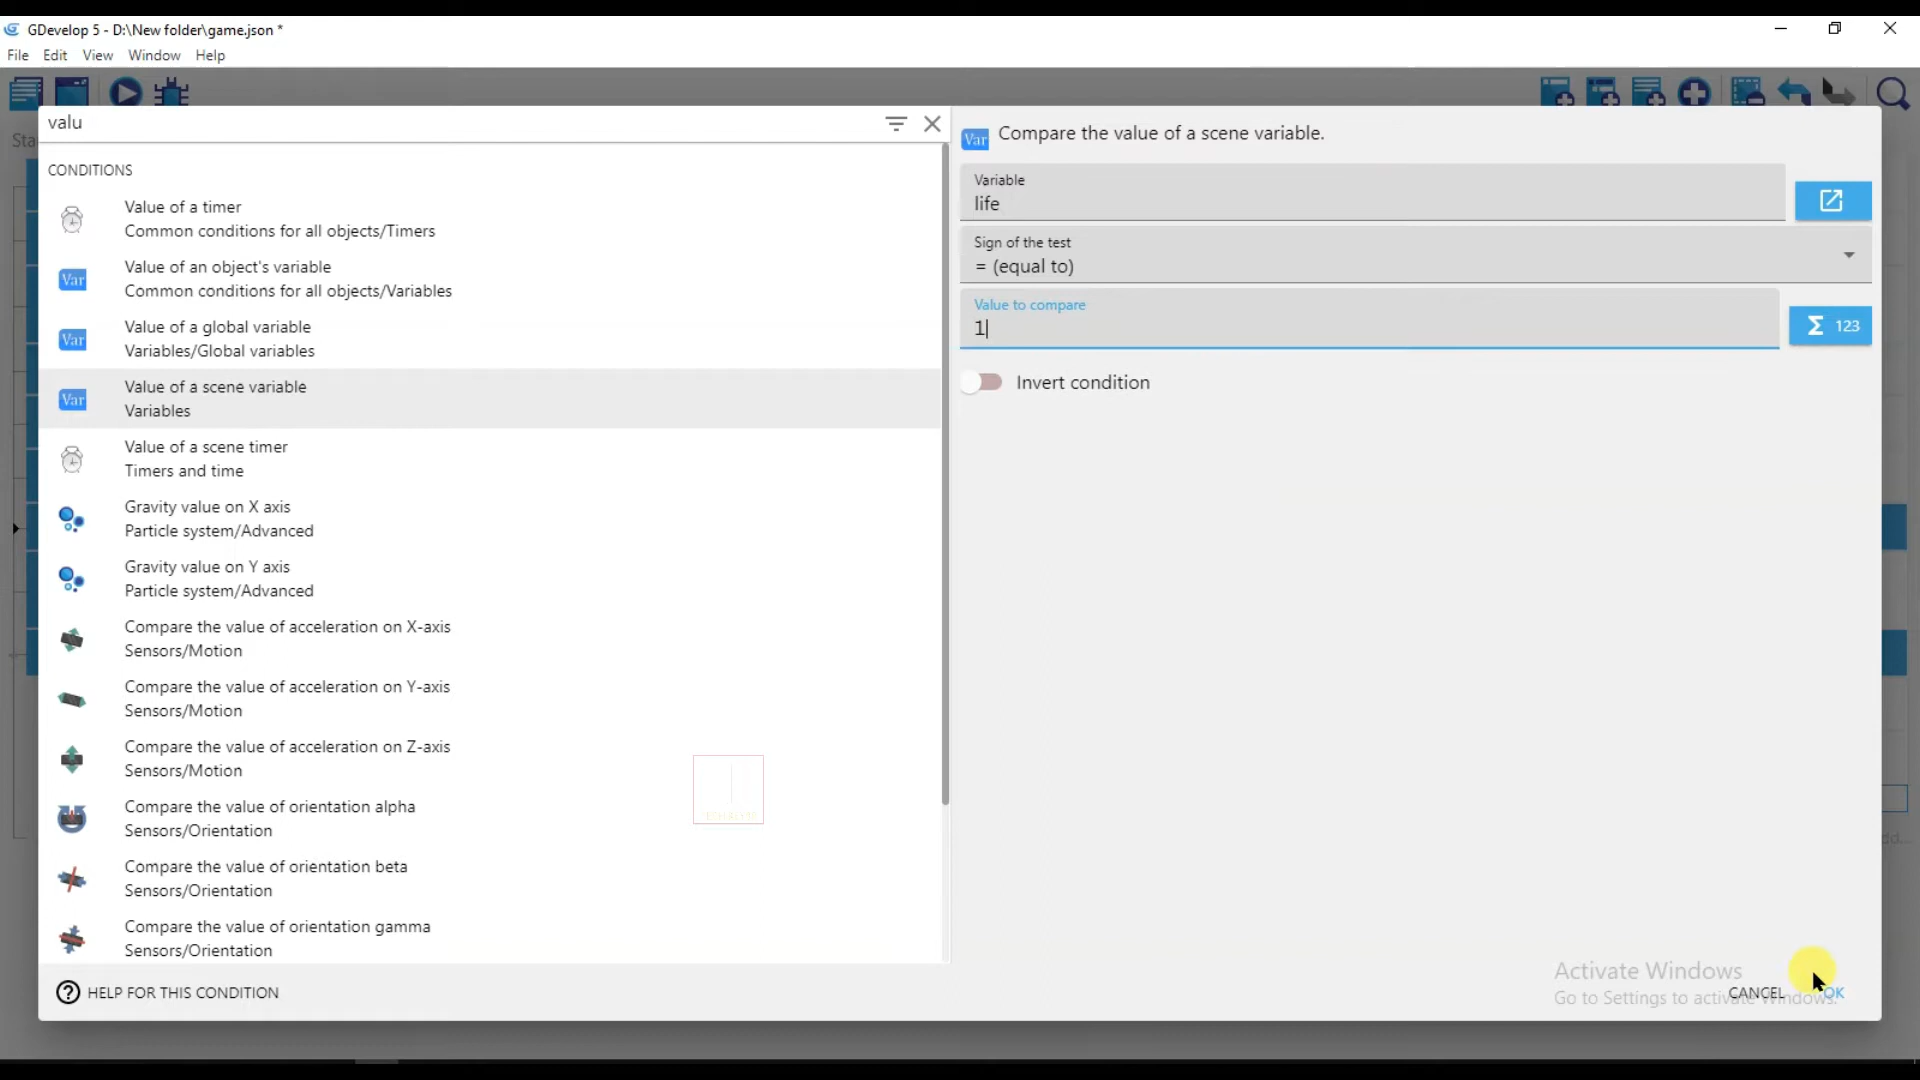 GDevelop 5 - D:\New folder\game.json *
File Edit View Window Help
valu
CONDITIONS
Value of a timer
Common conditions for all objects/Timers
Value of an object's variable
Common conditions for all objects/Variables
Var
Value of a global variable
Variables/Global variables
Var
Value of a scene variable
Variables
Var
Value of a scene timer
Timers and time
Gravity value on X axis
Particle system/Advanced
Gravity value on Y axis
Particle system/Advanced
Compare the value of acceleration on X-axis
Sensors/Motion
Compare the value of acceleration on Y-axis
Sensors/Motion
Compare the value of acceleration on Z-axis
Sensors/Motion
Compare the value of orientation alpha
Sensors/Orientation
Compare the value of orientation beta
Sensors/Orientation
Compare the value of orientation gamma
Sensors/Orientation
? HELP FOR THIS CONDITION
Var Compare the value of a scene variable.
Variable
life
Sign of the test
= (equal to)
Value to compare
1
Σ 123
Invert condition
Activate Windows
Go to Settings to activate Windows.
CANCEL OK